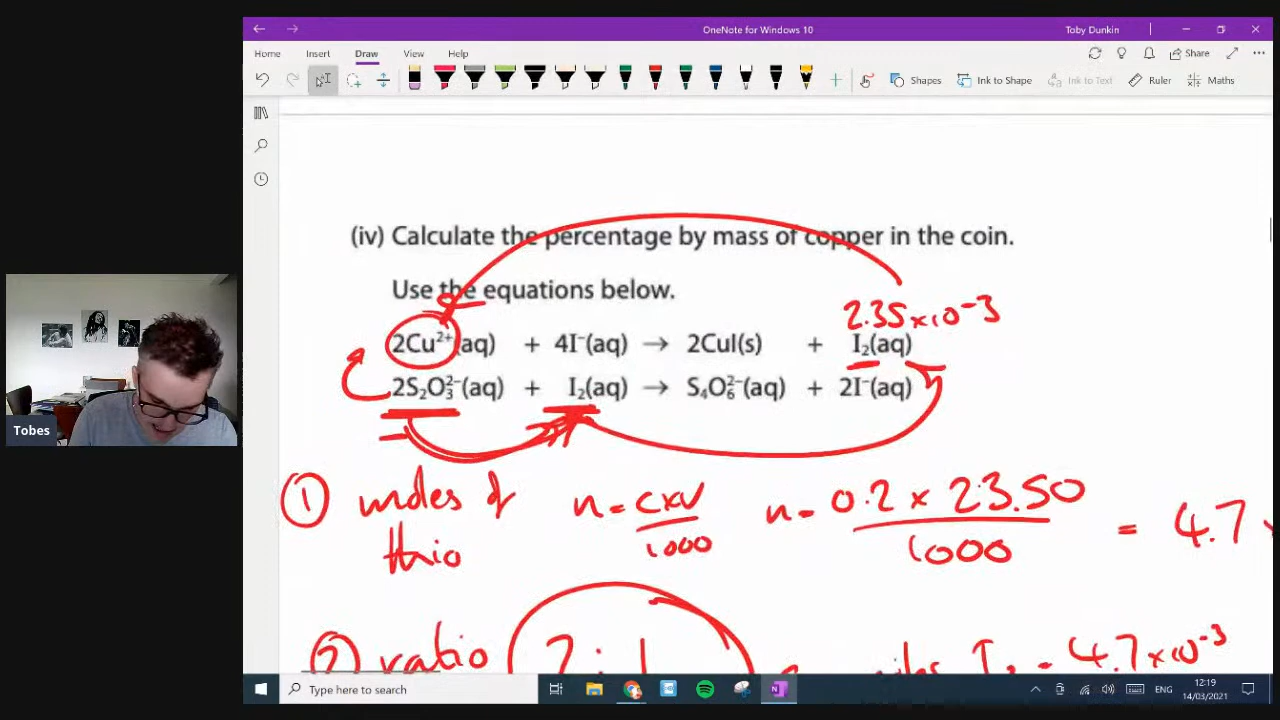 OneNote for Windows 10
Toby Dunkin
Home Insert Draw View Help
Share
Shapes Ink to Shape Ink to Text Ruler Maths
(iv) Calculate the percentage by mass of copper in the coin.
Use the equations below.
2.35×10⁻³
2Cu²⁺(aq) + 4I⁻(aq) → 2CuI(s) + I₂(aq)
2S₂O₃²⁻(aq) + I₂(aq) → S₄O₆²⁻(aq) + 2I⁻(aq)
Tobes
① moles of thio n = cxv/1000 n = 0.2 × 23.50/1000 = 4.7
② ratio 2:1 I₂ = 4.7×10⁻³
Type here to search
ENG
12:19
14/03/2021